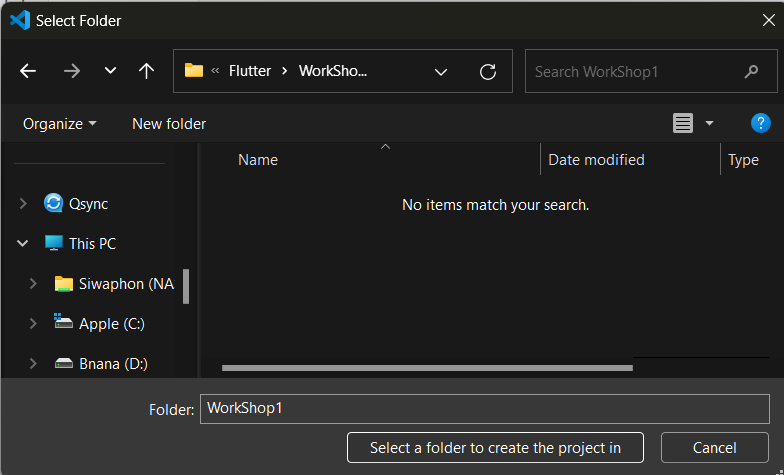 Select Folder
« Flutter > WorkSho...
Search WorkShop1
Organize
New folder
Name
Date modified
Type
No items match your search.
Qsync
This PC
Siwaphon (NA
Apple (C:)
Bnana (D:)
Folder: WorkShop1
Select a folder to create the project in
Cancel